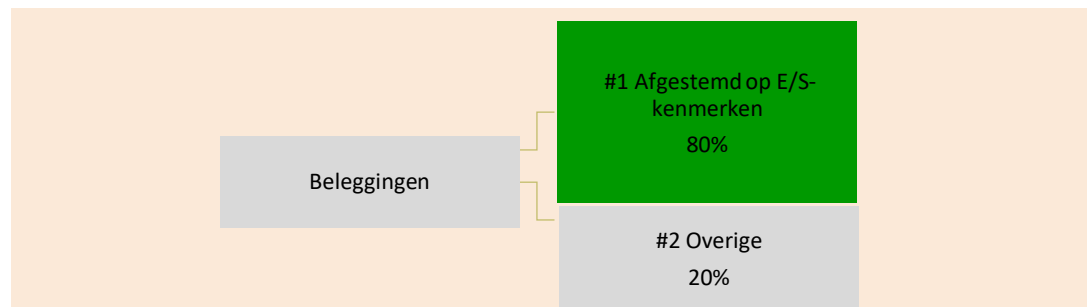 #1 Afgestemd op E/S-
kenmerken
80%
Beleggingen
#2 Overige
20%